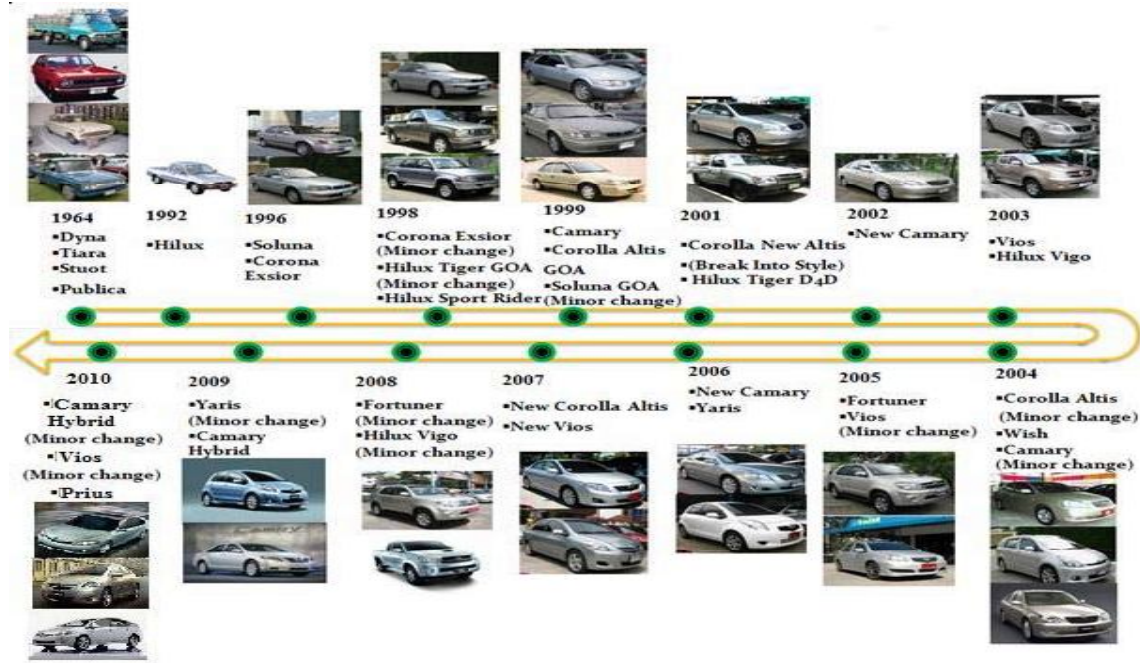 1964
▪Dyna
▪Tiara
▪Stuot
▪Publica
1992
▪Hilux
1996
▪Soluna
▪Corona
Exsior
1998
▪Corona Exsior
(Minor change)
▪Hilux Tiger GOA
(Minor change)
▪Hilux Sport Rider
1999
▪Camary
▪Corolla Altis
GOA
▪Soluna GOA
(Minor change)
2001
▪Corolla New Altis
▪(Break Into Style)
▪Hilux Tiger D4D
2002
▪New Camary
2003
▪Vios
▪Hilux Vigo
2010
▪Camary
Hybrid
(Minor change)
▪Vios
(Minor change)
▪Prius
2009
▪Yaris
(Minor change)
▪Camary
Hybrid
2008
▪Fortuner
(Minor change)
▪Hilux Vigo
(Minor change)
2007
▪New Corolla Altis
▪New Vios
2006
▪New Camary
▪Yaris
2005
▪Fortuner
▪Vios
(Minor change)
2004
▪Corolla Altis
(Minor change)
▪Wish
▪Camary
(Minor change)